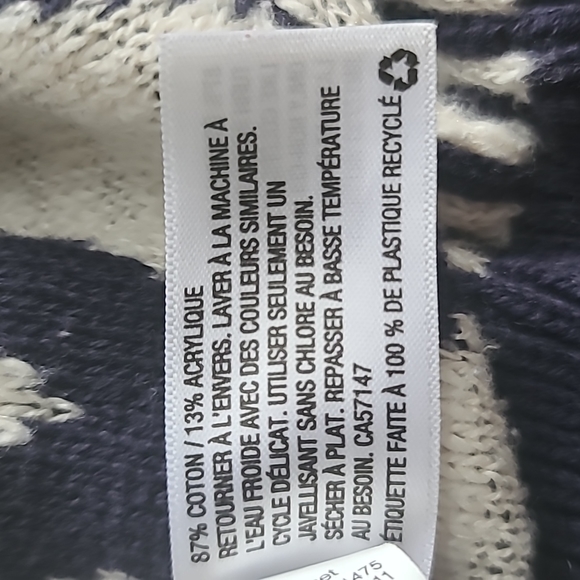 87% COTON / 13% ACRYLIQUE
RETOURNER À L'ENVERS. LAVER À LA MACHINE À
L'EAU FROIDE AVEC DES COULEURS SIMILAIRES.
CYCLE DÉLICAT. UTILISER SEULEMENT UN
JAVELLISANT SANS CHLORE AU BESOIN.
SÉCHER À PLAT. REPASSER À BASSE TEMPÉRATURE
AU BESOIN. CA57147
ÉTIQUETTE FAITE À 100 % DE PLASTIQUE RECYCLÉ
475
11